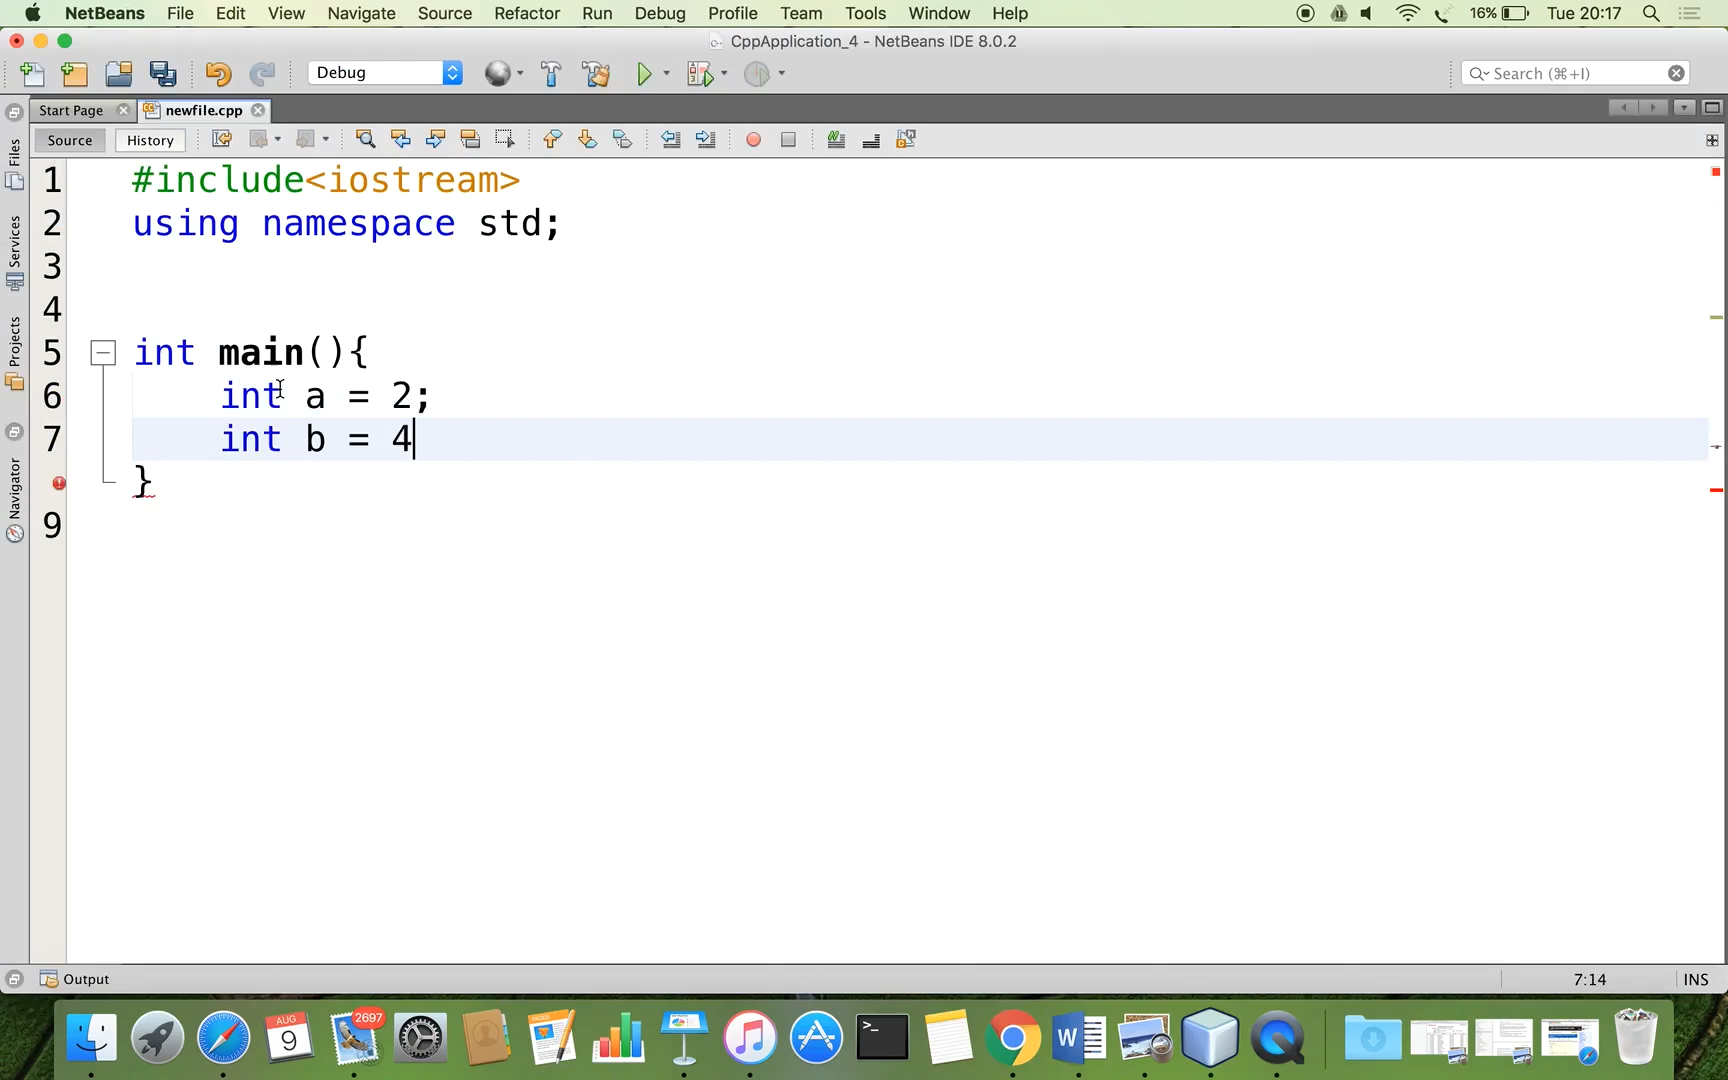 NetBeans File Edit View Navigate Source Refactor Run Debug Profile Team Tools Window Help 16% Tue 20:17
CppApplication_4 - NetBeans IDE 8.0.2
Debug Search (⌘+I)
Start Page newfile.cpp
Source History
Files
Services
Projects
Navigator
1 #include<iostream>
2 using namespace std;
3
4
5 int main(){
6 int a = 2;
7 int b = 4
}
9
Output 7:14 INS
AUG
9
2697
>_
W